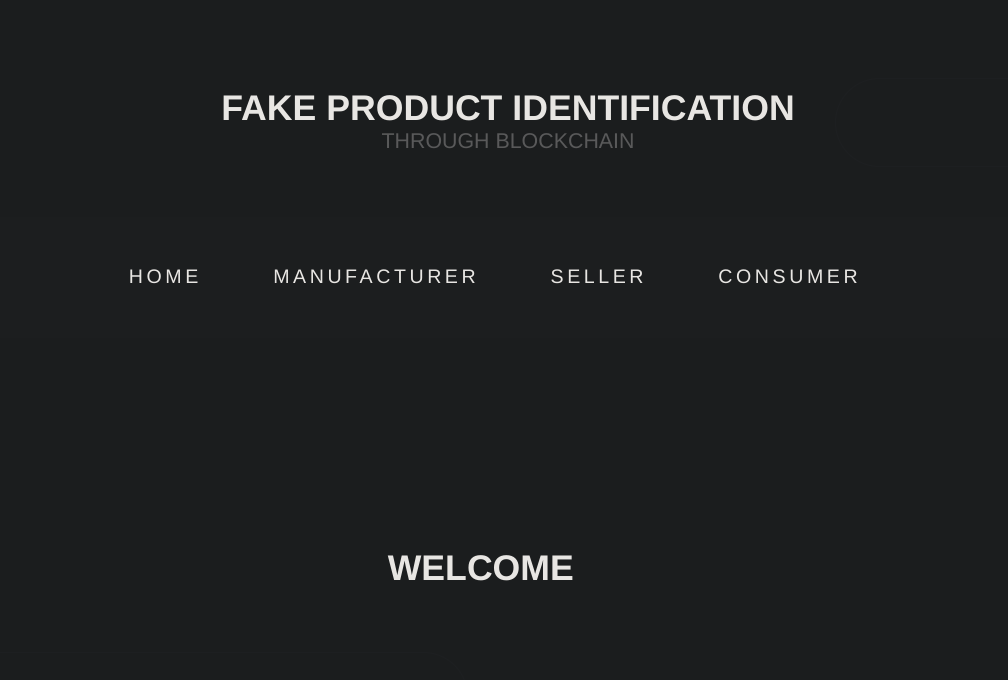 FAKE PRODUCT IDENTIFICATION
THROUGH BLOCKCHAIN
HOME MANUFACTURER SELLER CONSUMER
WELCOME